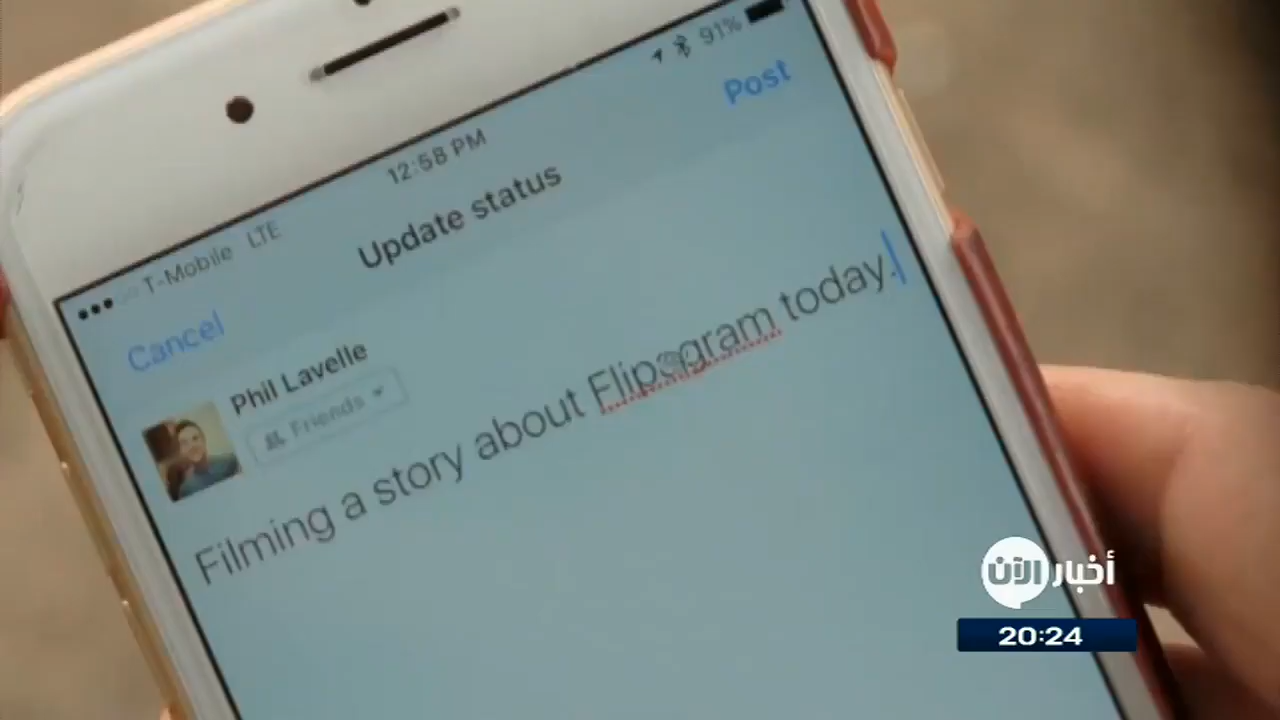 91%
12:58 PM
T-Mobile LTE
Post
Update status
Cancel
Phil Lavelle
Friends
Filming a story about Flipogram today.
أخبار الآن
20:24